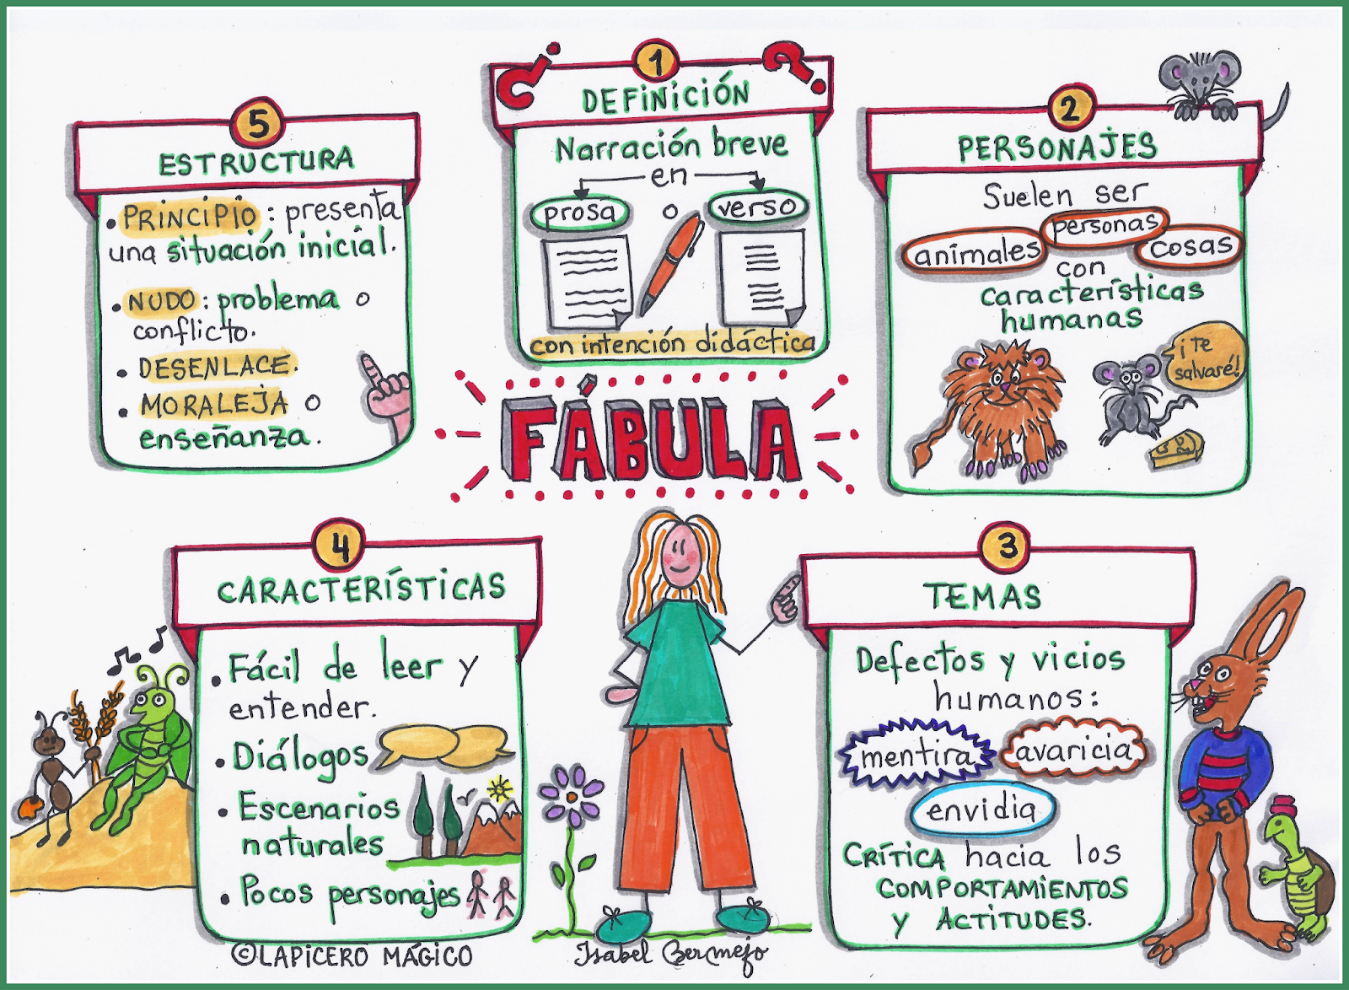 1
DEFINICIÓN
Narración breve
en
prosa o verso
con intención didáctica
2
PERSONAJES
Suelen ser
animales personas cosas
con
características
humanas
¡Te
salvaré!
FÁBULA
3
TEMAS
Defectos y vicios
humanos:
mentira avaricia
envidia
CRÍTICA hacia los
COMPORTAMIENTOS
Y ACTITUDES.
4
CARACTERÍSTICAS
• Fácil de leer y
entender.
• Diálogos
• Escenarios
naturales
• Pocos personajes
5
ESTRUCTURA
• PRINCIPIO: presenta
una situación inicial.
• NUDO: problema o
conflicto.
• DESENLACE.
• MORALEJA o
enseñanza.
©LAPICERO MÁGICO
Isabel Bermejo